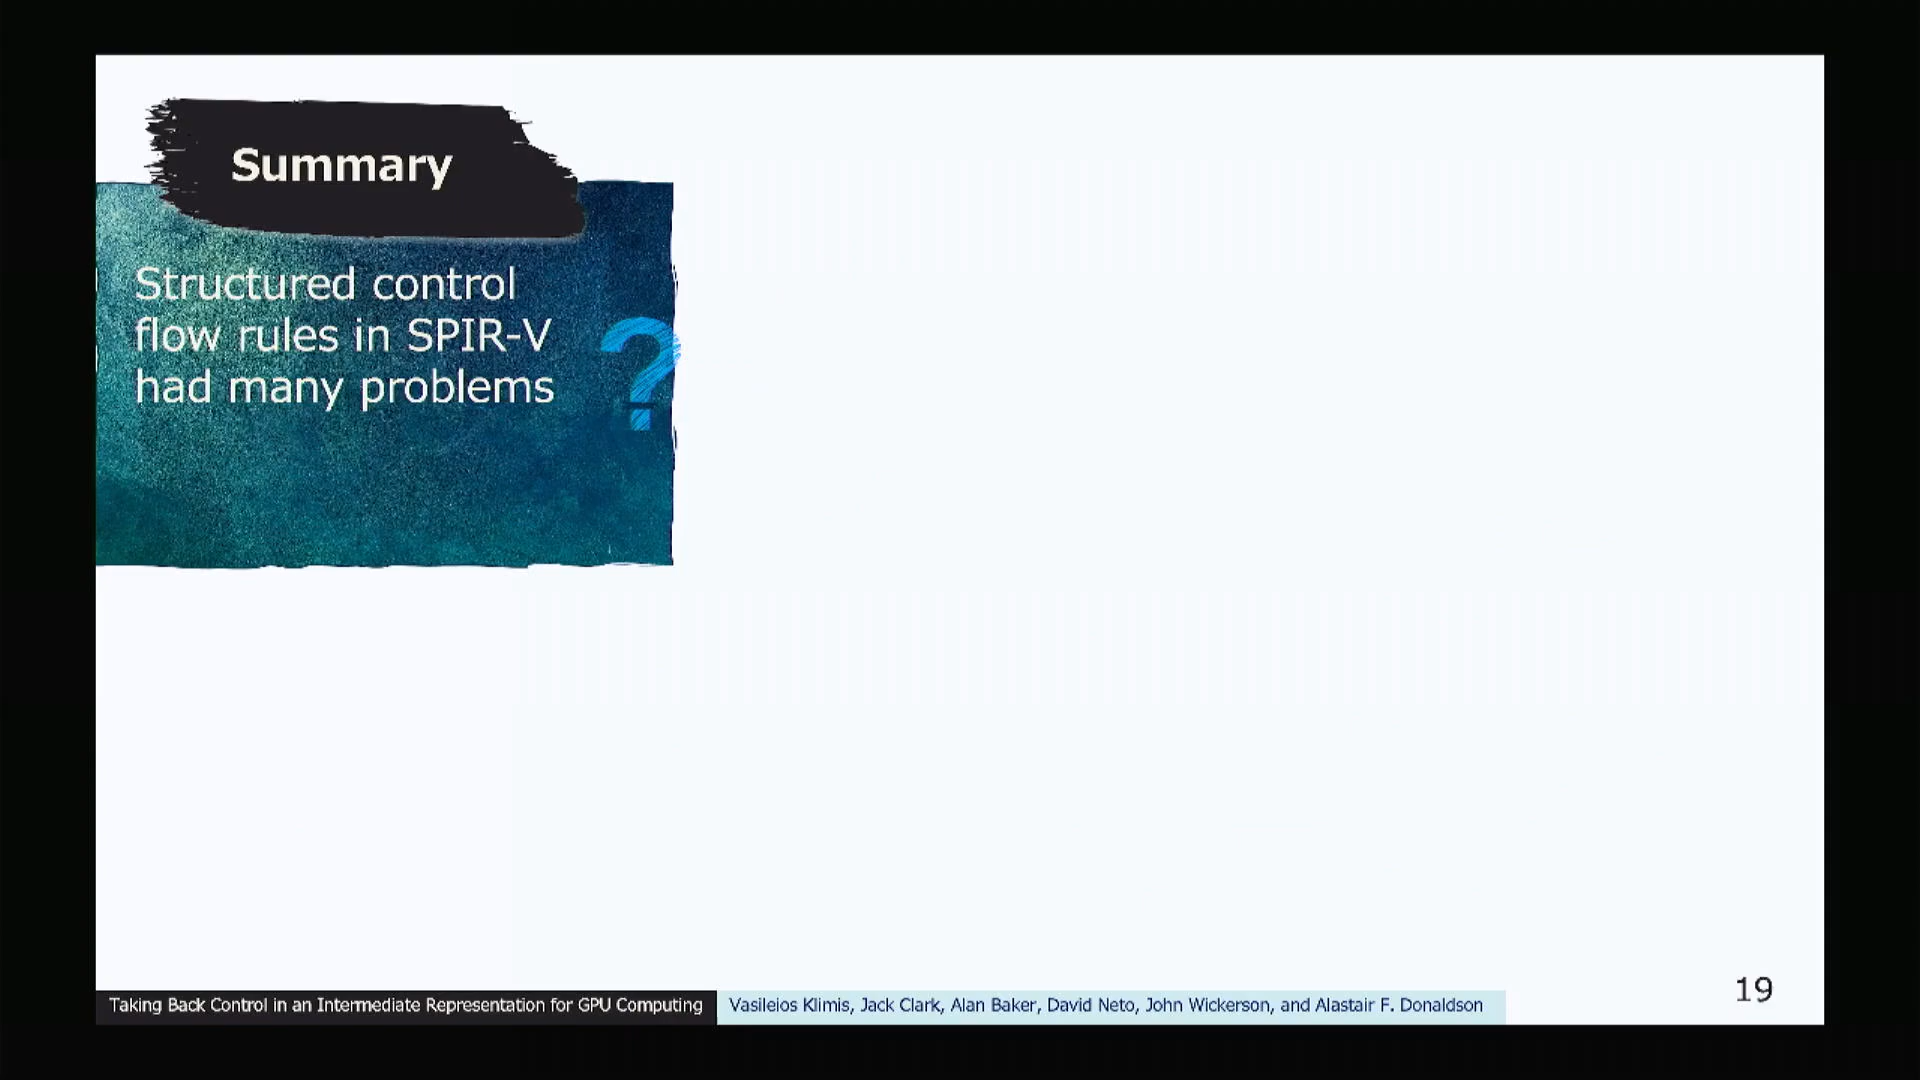 Summary
Structured control
flow rules in SPIR-V
had many problems
?
Taking Back Control in an Intermediate Representation for GPU Computing
Vasileios Klimis, Jack Clark, Alan Baker, David Neto, John Wickerson, and Alastair F. Donaldson
19